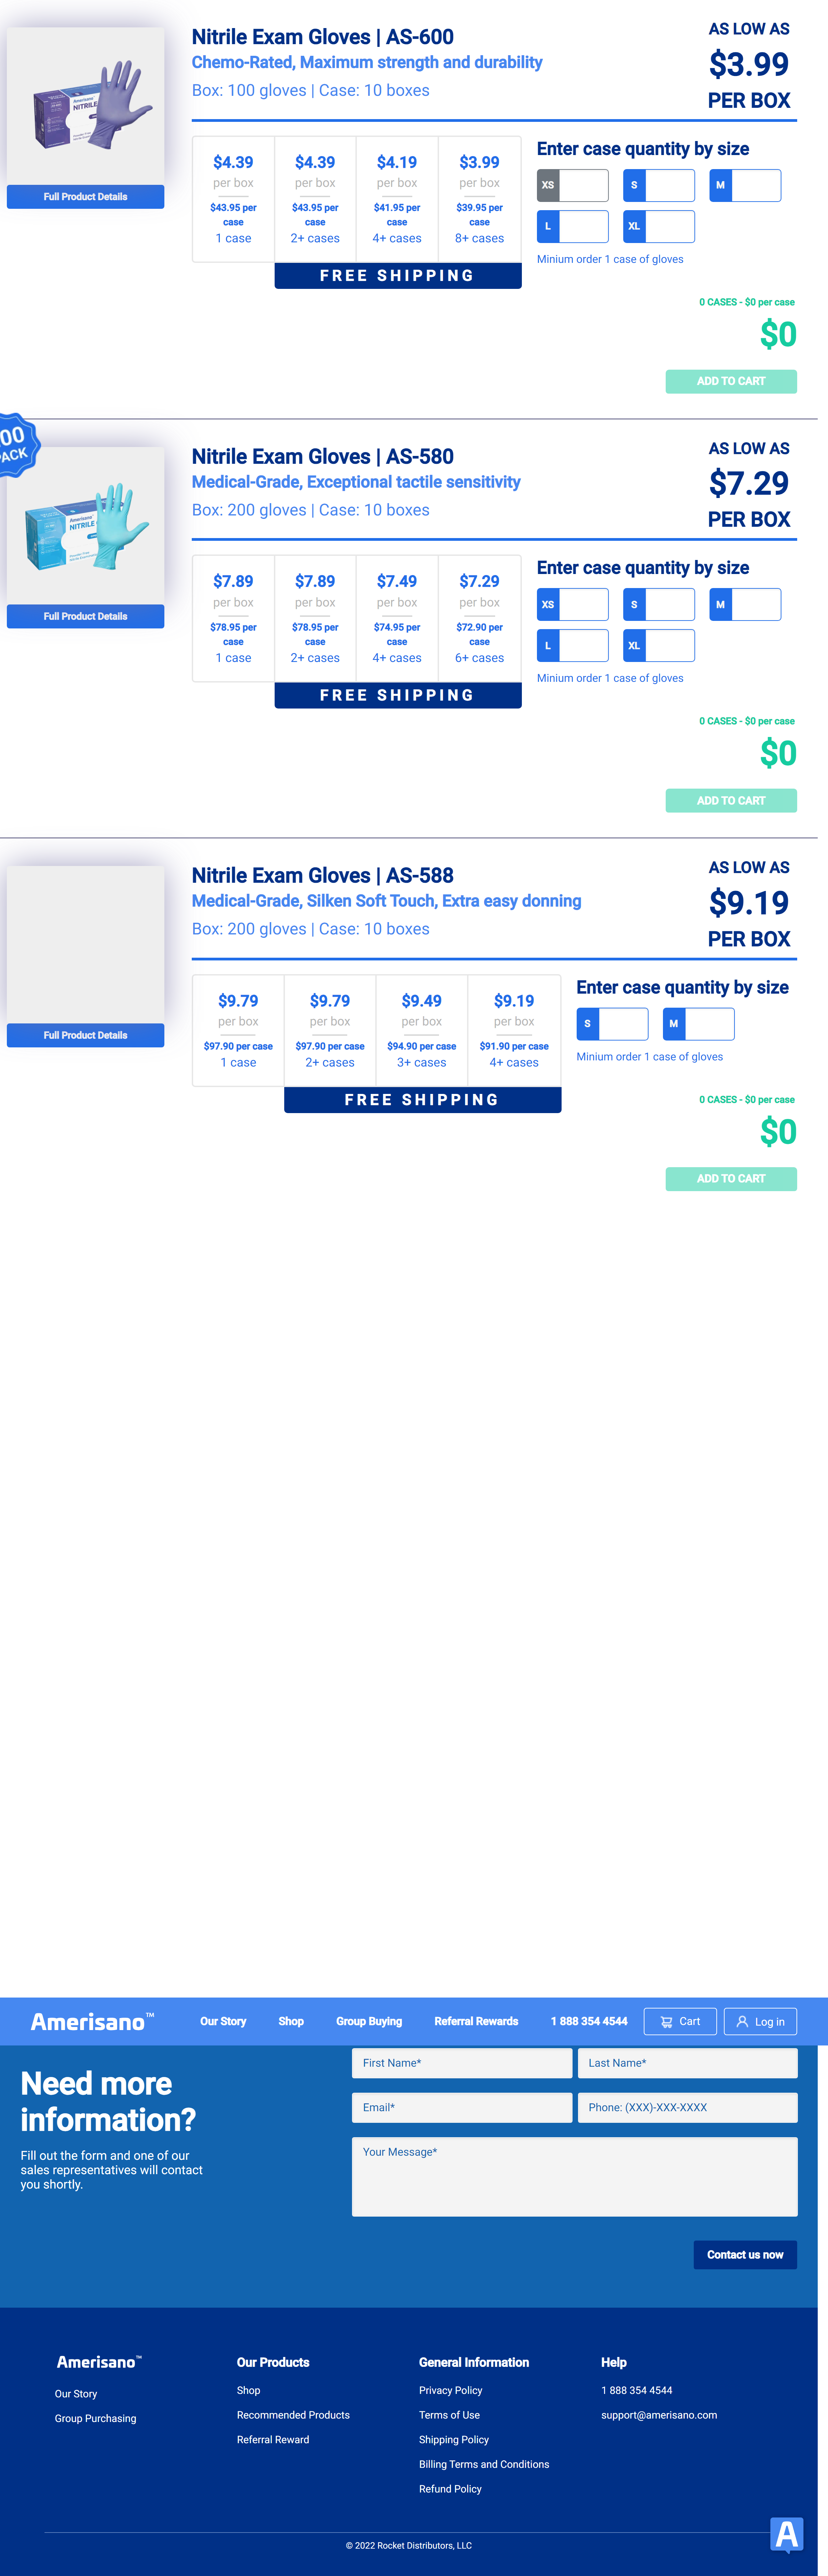 Nitrile Exam Gloves | AS-600
Chemo-Rated, Maximum strength and durability
Box: 100 gloves | Case: 10 boxes
AS LOW AS
$3.99
PER BOX
Amerisano
NITRILE
Full Product Details
$4.39 $4.39 $4.19 $3.99
per box per box per box per box
$43.95 per $43.95 per $41.95 per $39.95 per
case case case case
1 case 2+ cases 4+ cases 8+ cases
FREE SHIPPING
Enter case quantity by size
XS S M
L XL
Minium order 1 case of gloves
0 CASES - $0 per case
$0
ADD TO CART
00
PACK
Nitrile Exam Gloves | AS-580
Medical-Grade, Exceptional tactile sensitivity
Box: 200 gloves | Case: 10 boxes
AS LOW AS
$7.29
PER BOX
Amerisano
NITRILE
Full Product Details
$7.89 $7.89 $7.49 $7.29
per box per box per box per box
$78.95 per $78.95 per $74.95 per $72.90 per
case case case case
1 case 2+ cases 4+ cases 6+ cases
FREE SHIPPING
Enter case quantity by size
XS S M
L XL
Minium order 1 case of gloves
0 CASES - $0 per case
$0
ADD TO CART
Nitrile Exam Gloves | AS-588
Medical-Grade, Silken Soft Touch, Extra easy donning
Box: 200 gloves | Case: 10 boxes
AS LOW AS
$9.19
PER BOX
Full Product Details
$9.79 $9.79 $9.49 $9.19
per box per box per box per box
$97.90 per case $97.90 per case $94.90 per case $91.90 per case
1 case 2+ cases 3+ cases 4+ cases
FREE SHIPPING
Enter case quantity by size
S M
Minium order 1 case of gloves
0 CASES - $0 per case
$0
ADD TO CART
Amerisano™ Our Story Shop Group Buying Referral Rewards 1 888 354 4544 Cart Log in
Need more
information?
Fill out the form and one of our
sales representatives will contact
you shortly.
First Name* Last Name*
Email* Phone: (XXX)-XXX-XXXX
Your Message*
Contact us now
Amerisano™
Our Story
Group Purchasing
Our Products
Shop
Recommended Products
Referral Reward
General Information
Privacy Policy
Terms of Use
Shipping Policy
Billing Terms and Conditions
Refund Policy
Help
1 888 354 4544
support@amerisano.com
A
© 2022 Rocket Distributors, LLC